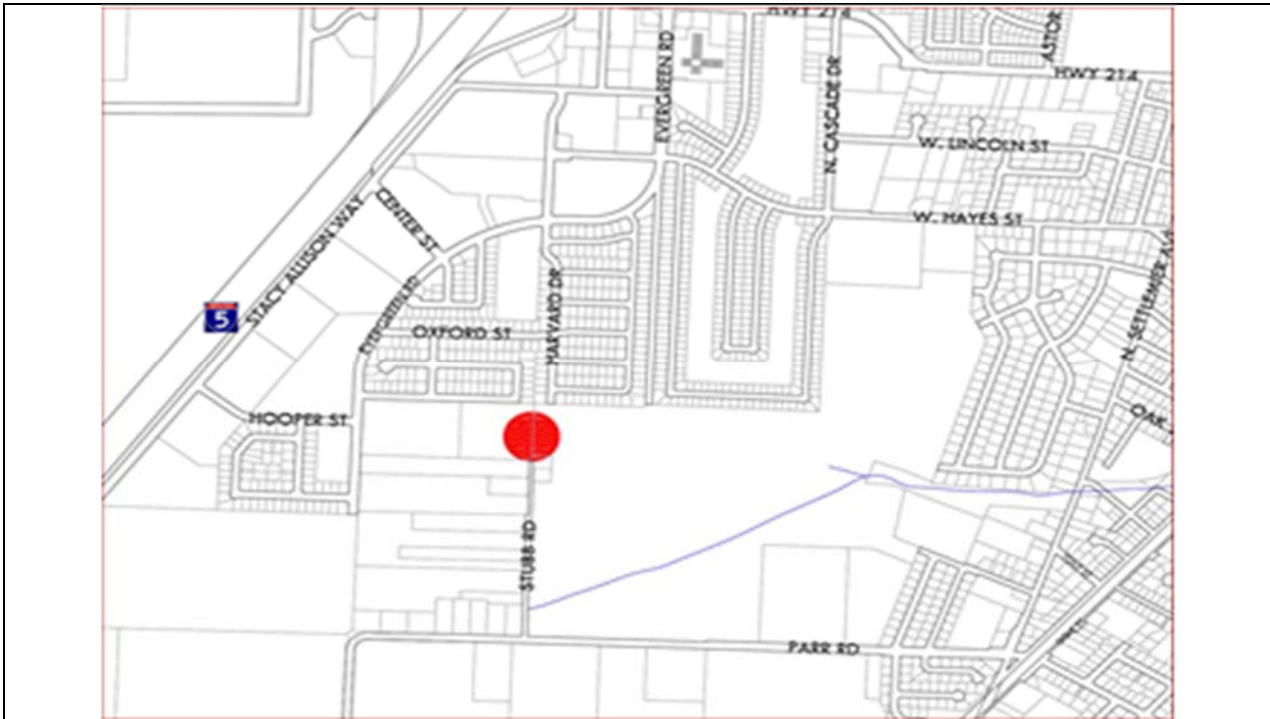 HWY 214
ASTOR
EVERGREEN RD
HWY 214
N. CASCADE DR
W. LINCOLN ST
CENTER ST
W. HAYES ST
STACY ALLISON WAY
5
EVERGREEN RD
HARVARD DR
OXFORD ST
N. SETTLEMIER A
HOOPER ST
OAK
STUBB RD
PARR RD